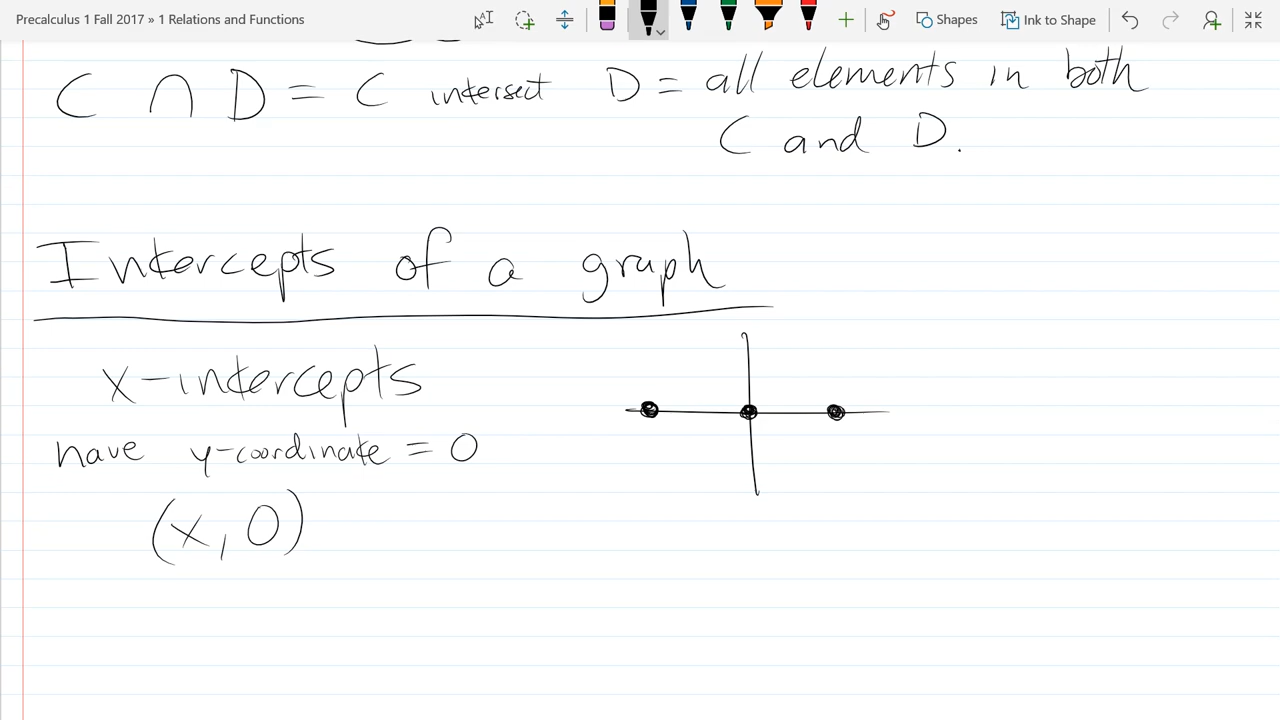 Precalculus 1 Fall 2017 » 1 Relations and Functions
Shapes
Ink to Shape
C ∩ D = C intersect D = all elements in both
C and D.
Intercepts of a graph
x-intercepts
have y-coordinate = 0
(x, 0)